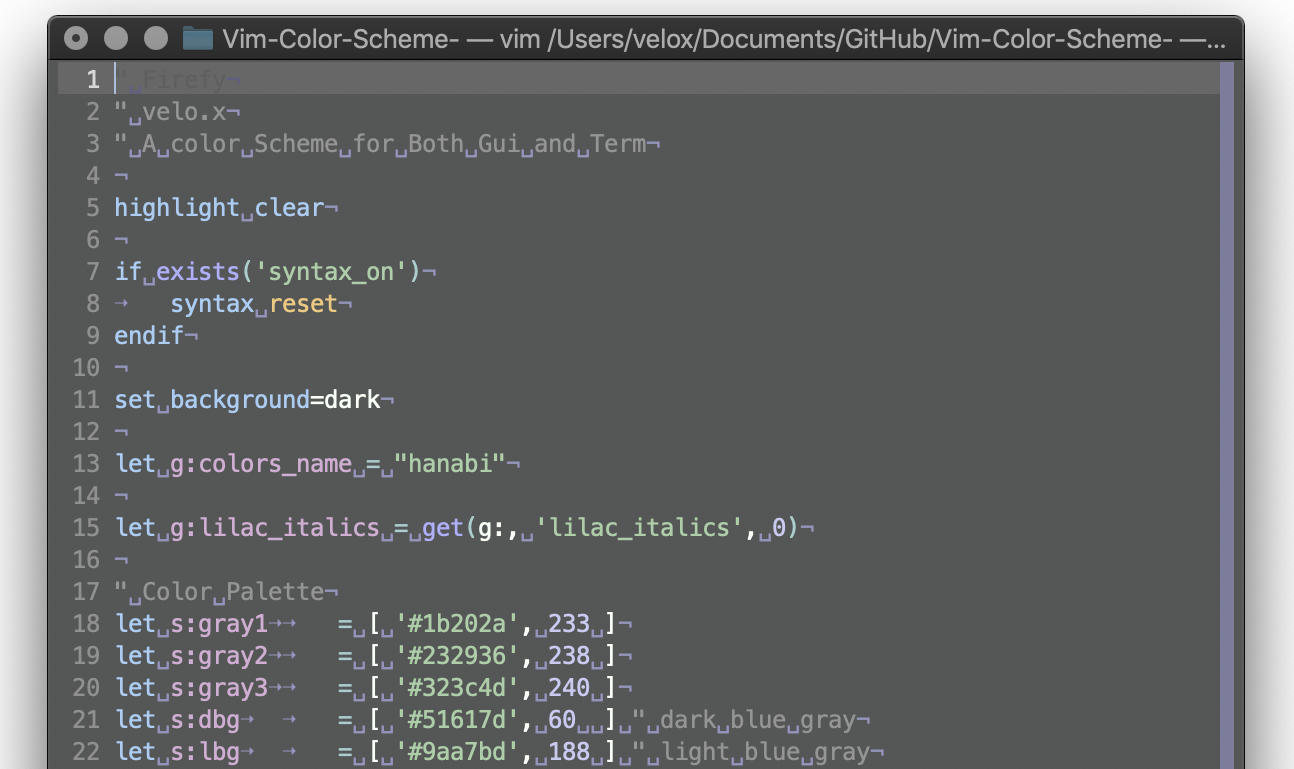 Vim-Color-Scheme- — vim /Users/velox/Documents/GitHub/Vim-Color-Scheme- —...
1 "␣Firefy¬
2 "␣velo.x¬
3 "␣A␣color␣Scheme␣for␣Both␣Gui␣and␣Term¬
4 ¬
5 highlight␣clear¬
6 ¬
7 if␣exists('syntax_on')¬
8 →   syntax␣reset¬
9 endif¬
10 ¬
11 set␣background=dark¬
12 ¬
13 let␣g:colors_name␣=␣"hanabi"¬
14 ¬
15 let␣g:lilac_italics␣=␣get(g:,␣'lilac_italics',␣0)¬
16 ¬
17 "␣Color␣Palette¬
18 let␣s:gray1→→   =␣[␣'#1b202a',␣233␣]¬
19 let␣s:gray2→→   =␣[␣'#232936',␣238␣]¬
20 let␣s:gray3→→   =␣[␣'#323c4d',␣240␣]¬
21 let␣s:dbg→  →   =␣[␣'#51617d',␣60␣␣]␣"␣dark␣blue␣gray¬
22 let␣s:lbg→  →   =␣[␣'#9aa7bd',␣188␣]␣"␣light␣blue␣gray¬